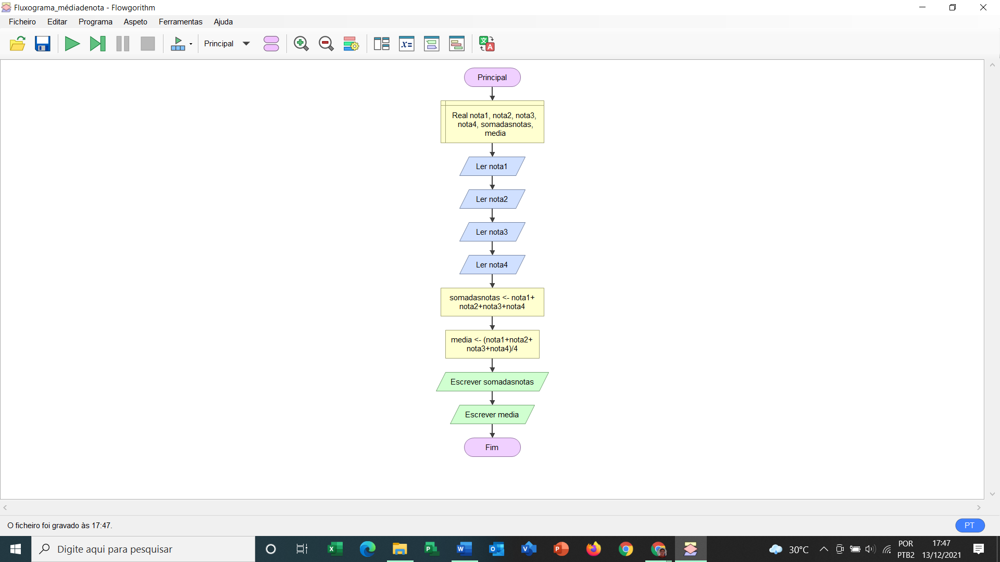 Fluxograma_médiadenota - Flowgorithm
Ficheiro Editar Programa Aspeto Ferramentas Ajuda
Principal
x=
文
A
Principal
Real nota1, nota2, nota3,
nota4, somadasnotas,
media
Ler nota1
Ler nota2
Ler nota3
Ler nota4
somadasnotas <- nota1+
nota2+nota3+nota4
media <- (nota1+nota2+
nota3+nota4)/4
Escrever somadasnotas
Escrever media
Fim
O ficheiro foi gravado às 17:47.
PT
Digite aqui para pesquisar
30°C
POR
PTB2
17:47
13/12/2021